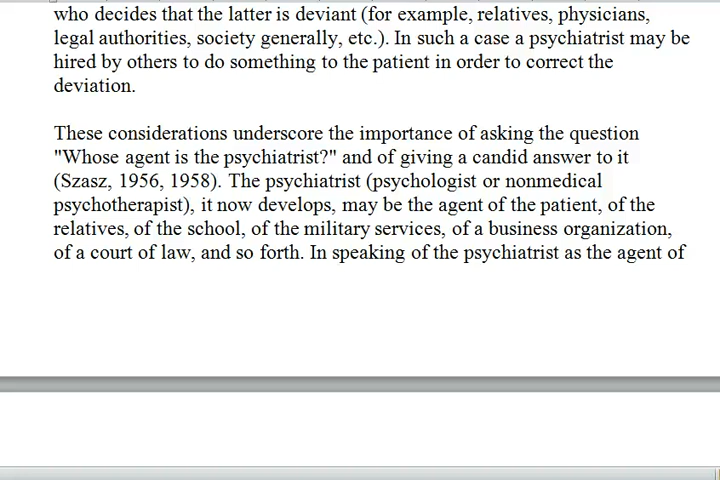 who decides that the latter is deviant (for example, relatives, physicians,
legal authorities, society generally, etc.). In such a case a psychiatrist may be
hired by others to do something to the patient in order to correct the
deviation.
These considerations underscore the importance of asking the question
"Whose agent is the psychiatrist?" and of giving a candid answer to it
(Szasz, 1956, 1958). The psychiatrist (psychologist or nonmedical
psychotherapist), it now develops, may be the agent of the patient, of the
relatives, of the school, of the military services, of a business organization,
of a court of law, and so forth. In speaking of the psychiatrist as the agent of